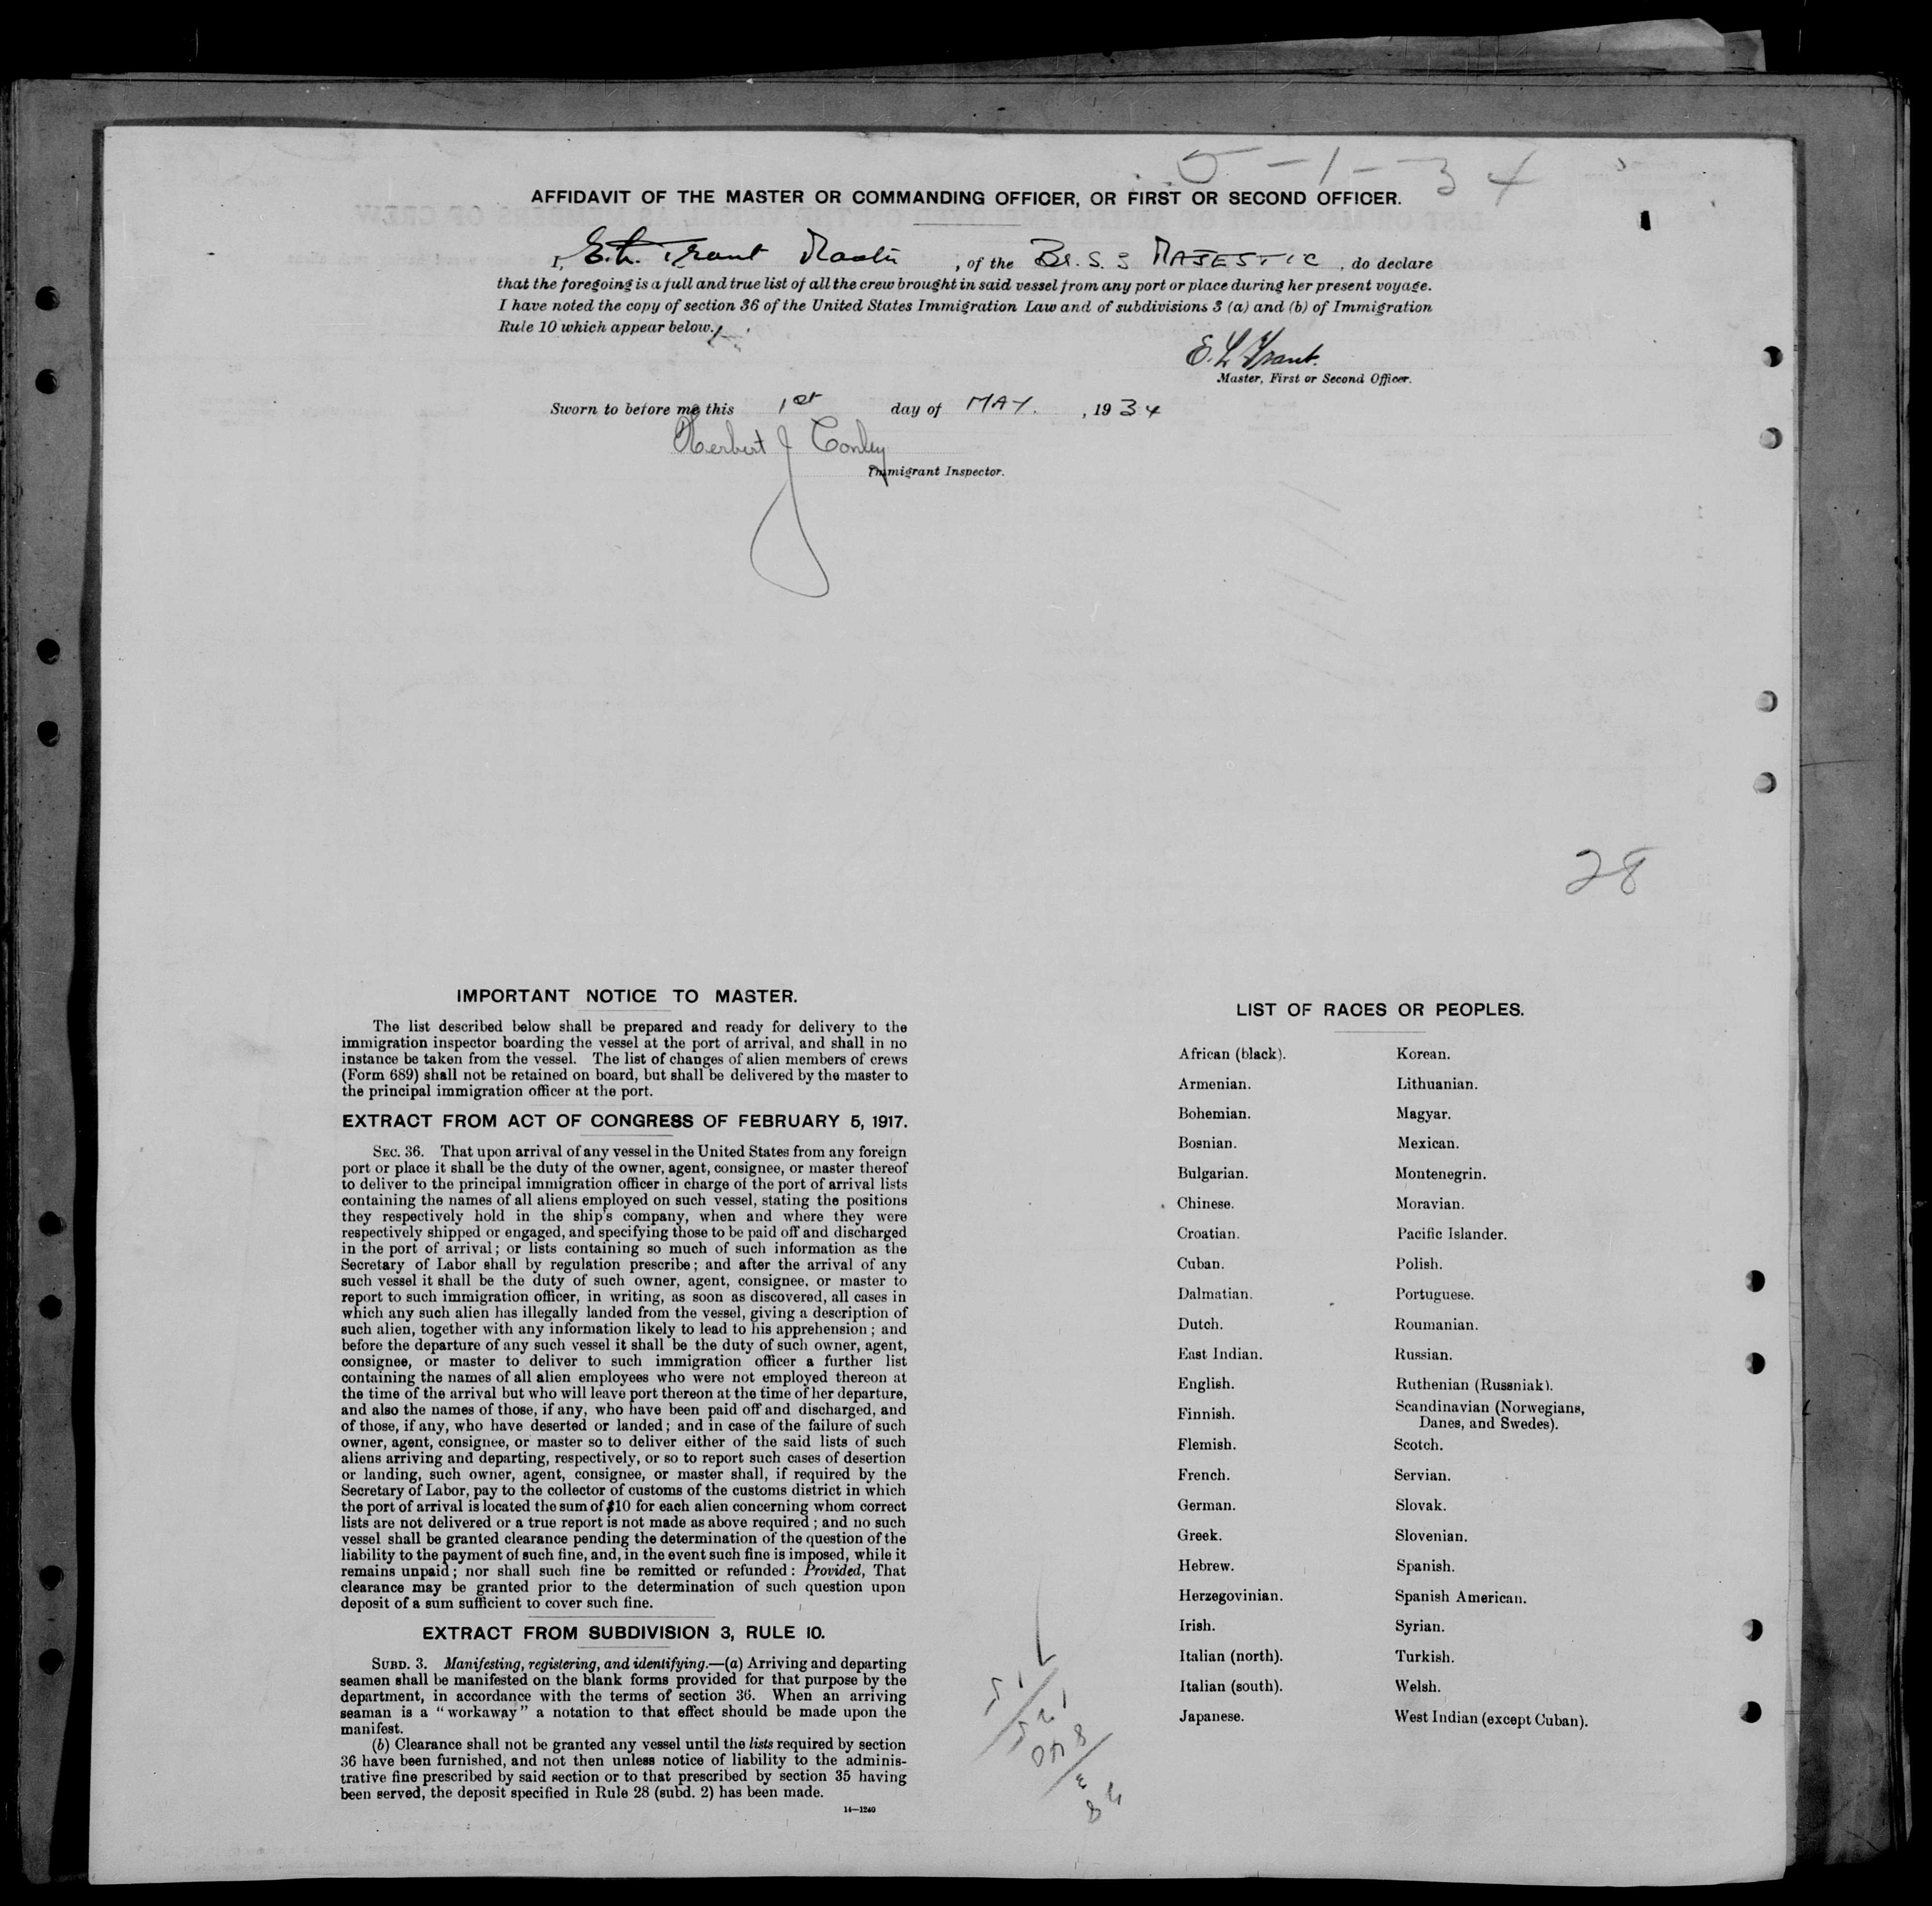 5-1-34
AFFIDAVIT OF THE MASTER OR COMMANDING OFFICER, OR FIRST OR SECOND OFFICER.
I, E.L. Trant Master, of the Br. S.S MAJESTIC, do declare
that the foregoing is a full and true list of all the crew brought in said vessel from any port or place during her present voyage.
I have noted the copy of section 36 of the United States Immigration Law and of subdivisions 3 (a) and (b) of Immigration
Rule 10 which appear below.
E. L Trant.
Master, First or Second Officer.
Sworn to before me this 1st day of MAY. , 1934
Herbert J Conley
Immigrant Inspector.
28
IMPORTANT NOTICE TO MASTER.
The list described below shall be prepared and ready for delivery to the
immigration inspector boarding the vessel at the port of arrival, and shall in no
instance be taken from the vessel. The list of changes of alien members of crews
(Form 689) shall not be retained on board, but shall be delivered by the master to
the principal immigration officer at the port.
EXTRACT FROM ACT OF CONGRESS OF FEBRUARY 5, 1917.
SEC. 36. That upon arrival of any vessel in the United States from any foreign
port or place it shall be the duty of the owner, agent, consignee, or master thereof
to deliver to the principal immigration officer in charge of the port of arrival lists
containing the names of all aliens employed on such vessel, stating the positions
they respectively hold in the ship's company, when and where they were
respectively shipped or engaged, and specifying those to be paid off and discharged
in the port of arrival; or lists containing so much of such information as the
Secretary of Labor shall by regulation prescribe; and after the arrival of any
such vessel it shall be the duty of such owner, agent, consignee, or master to
report to such immigration officer, in writing, as soon as discovered, all cases in
which any such alien has illegally landed from the vessel, giving a description of
such alien, together with any information likely to lead to his apprehension; and
before the departure of any such vessel it shall be the duty of such owner, agent,
consignee, or master to deliver to such immigration officer a further list
containing the names of all alien employees who were not employed thereon at
the time of the arrival but who will leave port thereon at the time of her departure,
and also the names of those, if any, who have been paid off and discharged, and
of those, if any, who have deserted or landed; and in case of the failure of such
owner, agent, consignee, or master so to deliver either of the said lists of such
aliens arriving and departing, respectively, or so to report such cases of desertion
or landing, such owner, agent, consignee, or master shall, if required by the
Secretary of Labor, pay to the collector of customs of the customs district in which
the port of arrival is located the sum of $10 for each alien concerning whom correct
lists are not delivered or a true report is not made as above required; and no such
vessel shall be granted clearance pending the determination of the question of the
liability to the payment of such fine, and, in the event such fine is imposed, while it
remains unpaid; nor shall such fine be remitted or refunded: Provided, That
clearance may be granted prior to the determination of such question upon
deposit of a sum sufficient to cover such fine.
EXTRACT FROM SUBDIVISION 3, RULE 10.
SUBD. 3. Manifesting, registering, and identifying.—(a) Arriving and departing
seamen shall be manifested on the blank forms provided for that purpose by the
department, in accordance with the terms of section 36. When an arriving
seaman is a "workaway" a notation to that effect should be made upon the
manifest.
(b) Clearance shall not be granted any vessel until the lists required by section
36 have been furnished, and not then unless notice of liability to the adminis-
trative fine prescribed by said section or to that prescribed by section 35 having
been served, the deposit specified in Rule 28 (subd. 2) has been made.
14—1240
LIST OF RACES OR PEOPLES.
African (black).
Armenian.
Bohemian.
Bosnian.
Bulgarian.
Chinese.
Croatian.
Cuban.
Dalmatian.
Dutch.
East Indian.
English.
Finnish.
Flemish.
French.
German.
Greek.
Hebrew.
Herzegovinian.
Irish.
Italian (north).
Italian (south).
Japanese.
Korean.
Lithuanian.
Magyar.
Mexican.
Montenegrin.
Moravian.
Pacific Islander.
Polish.
Portuguese.
Roumanian.
Russian.
Ruthenian (Russniak).
Scandinavian (Norwegians,
Danes, and Swedes).
Scotch.
Servian.
Slovak.
Slovenian.
Spanish.
Spanish American.
Syrian.
Turkish.
Welsh.
West Indian (except Cuban).